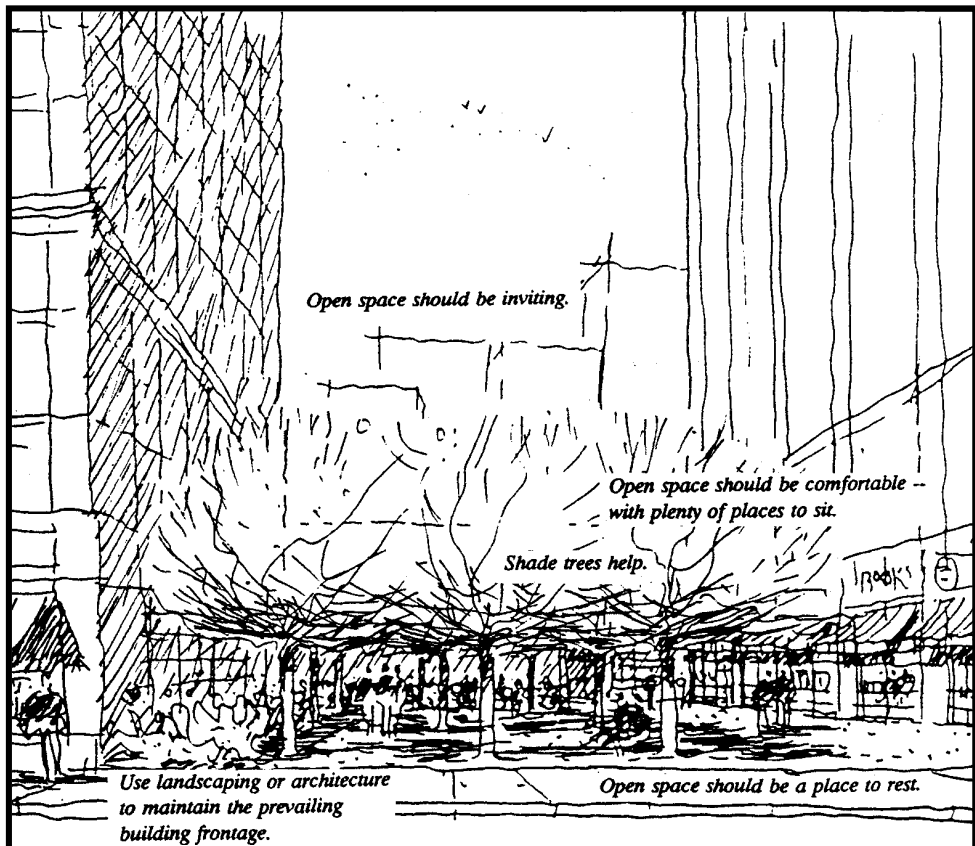 Open space should be inviting.
Open space should be comfortable --
with plenty of places to sit.
Shade trees help.
BOOKS
Use landscaping or architecture
to maintain the prevailing
building frontage.
Open space should be a place to rest.